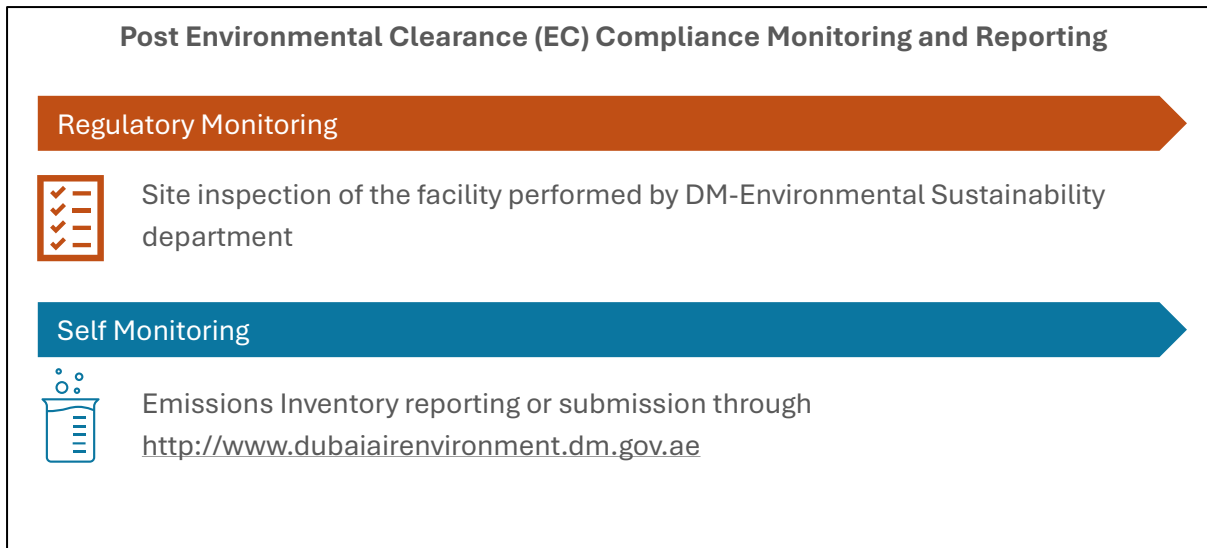 Post Environmental Clearance (EC) Compliance Monitoring and Reporting
Regulatory Monitoring
Site inspection of the facility performed by DM-Environmental Sustainability
department
Self Monitoring
Emissions Inventory reporting or submission through
http://www.dubaiairenvironment.dm.gov.ae